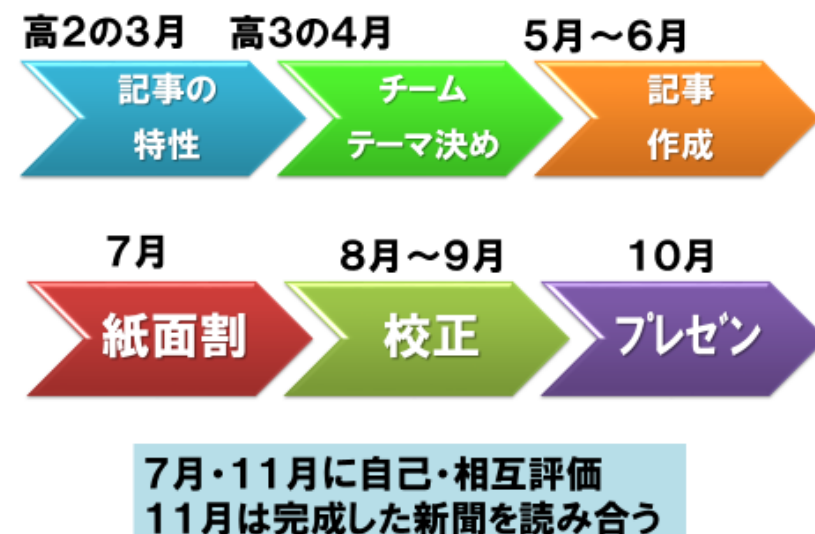 高2の3月 高3の4月 5月～6月
記事の チーム 記事
特性 テーマ決め 作成
7月 8月～9月 10月
紙面割 校正 プレゼン
7月・11月に自己・相互評価
11月は完成した新聞を読み合う